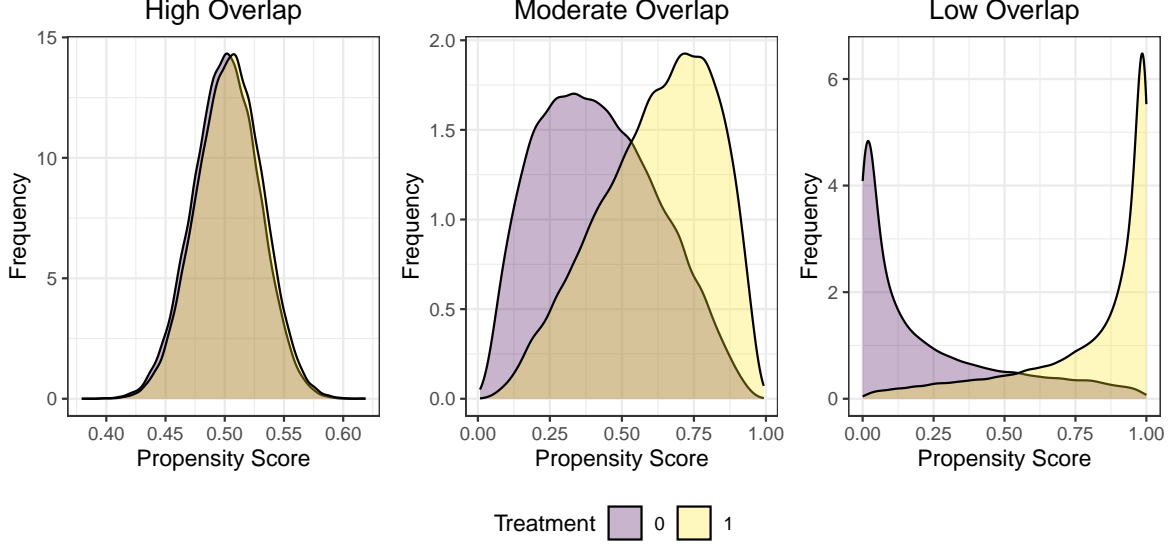 High Overlap
Moderate Overlap
Low Overlap
15
10
5
0
Frequency
0.40 0.45 0.50 0.55 0.60
Propensity Score
2.0
1.5
1.0
0.5
0.0
Frequency
0.00 0.25 0.50 0.75 1.00
Propensity Score
6
4
2
0
Frequency
0.00 0.25 0.50 0.75 1.00
Propensity Score
Treatment 0 1